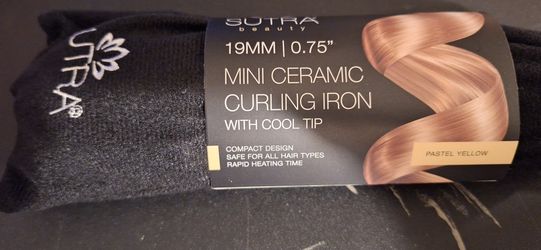 SUTRA
beauty
19MM | 0.75"
MINI CERAMIC
CURLING IRON
WITH COOL TIP
COMPACT DESIGN
SAFE FOR ALL HAIR TYPES
RAPID HEATING TIME
PASTEL YELLOW
UTRA®